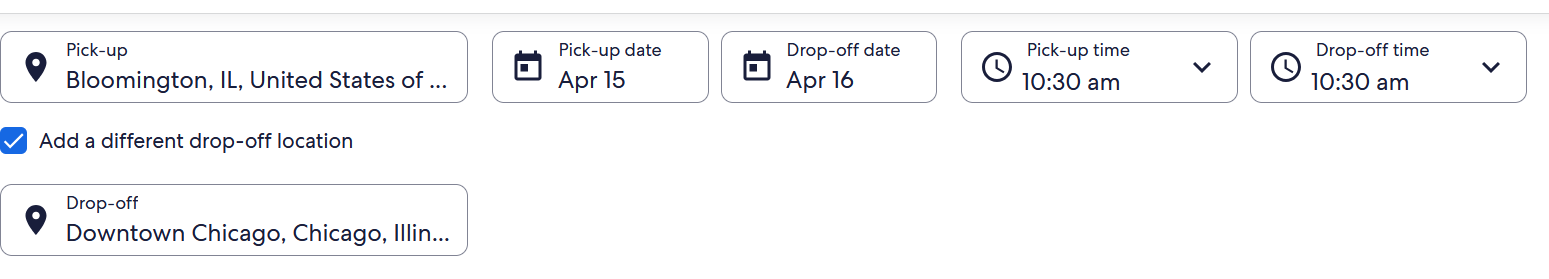 Pick-up
Bloomington, IL, United States of ...
Pick-up date
Apr 15
Drop-off date
Apr 16
Pick-up time
10:30 am
Drop-off time
10:30 am
Add a different drop-off location
Drop-off
Downtown Chicago, Chicago, Illin...